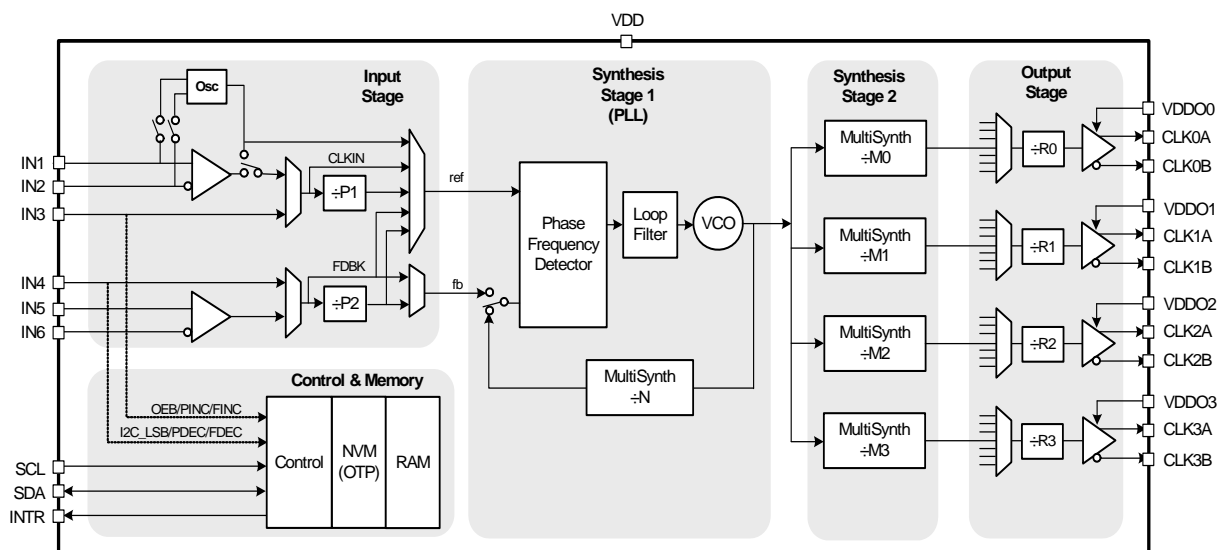 VDD
Input
Stage
Osc
CLKIN
÷P1
FDBK
÷P2
ref
fb
IN1
IN2
IN3
IN4
IN5
IN6
Synthesis
Stage 1
(PLL)
Phase
Frequency
Detector
Loop
Filter
VCO
MultiSynth
÷N
Synthesis
Stage 2
MultiSynth
÷M0
MultiSynth
÷M1
MultiSynth
÷M2
MultiSynth
÷M3
Output
Stage
÷R0
÷R1
÷R2
÷R3
VDDO0
CLK0A
CLK0B
VDDO1
CLK1A
CLK1B
VDDO2
CLK2A
CLK2B
VDDO3
CLK3A
CLK3B
Control & Memory
OEB/PINC/FINC
I2C_LSB/PDEC/FDEC
Control
NVM
(OTP)
RAM
SCL
SDA
INTR